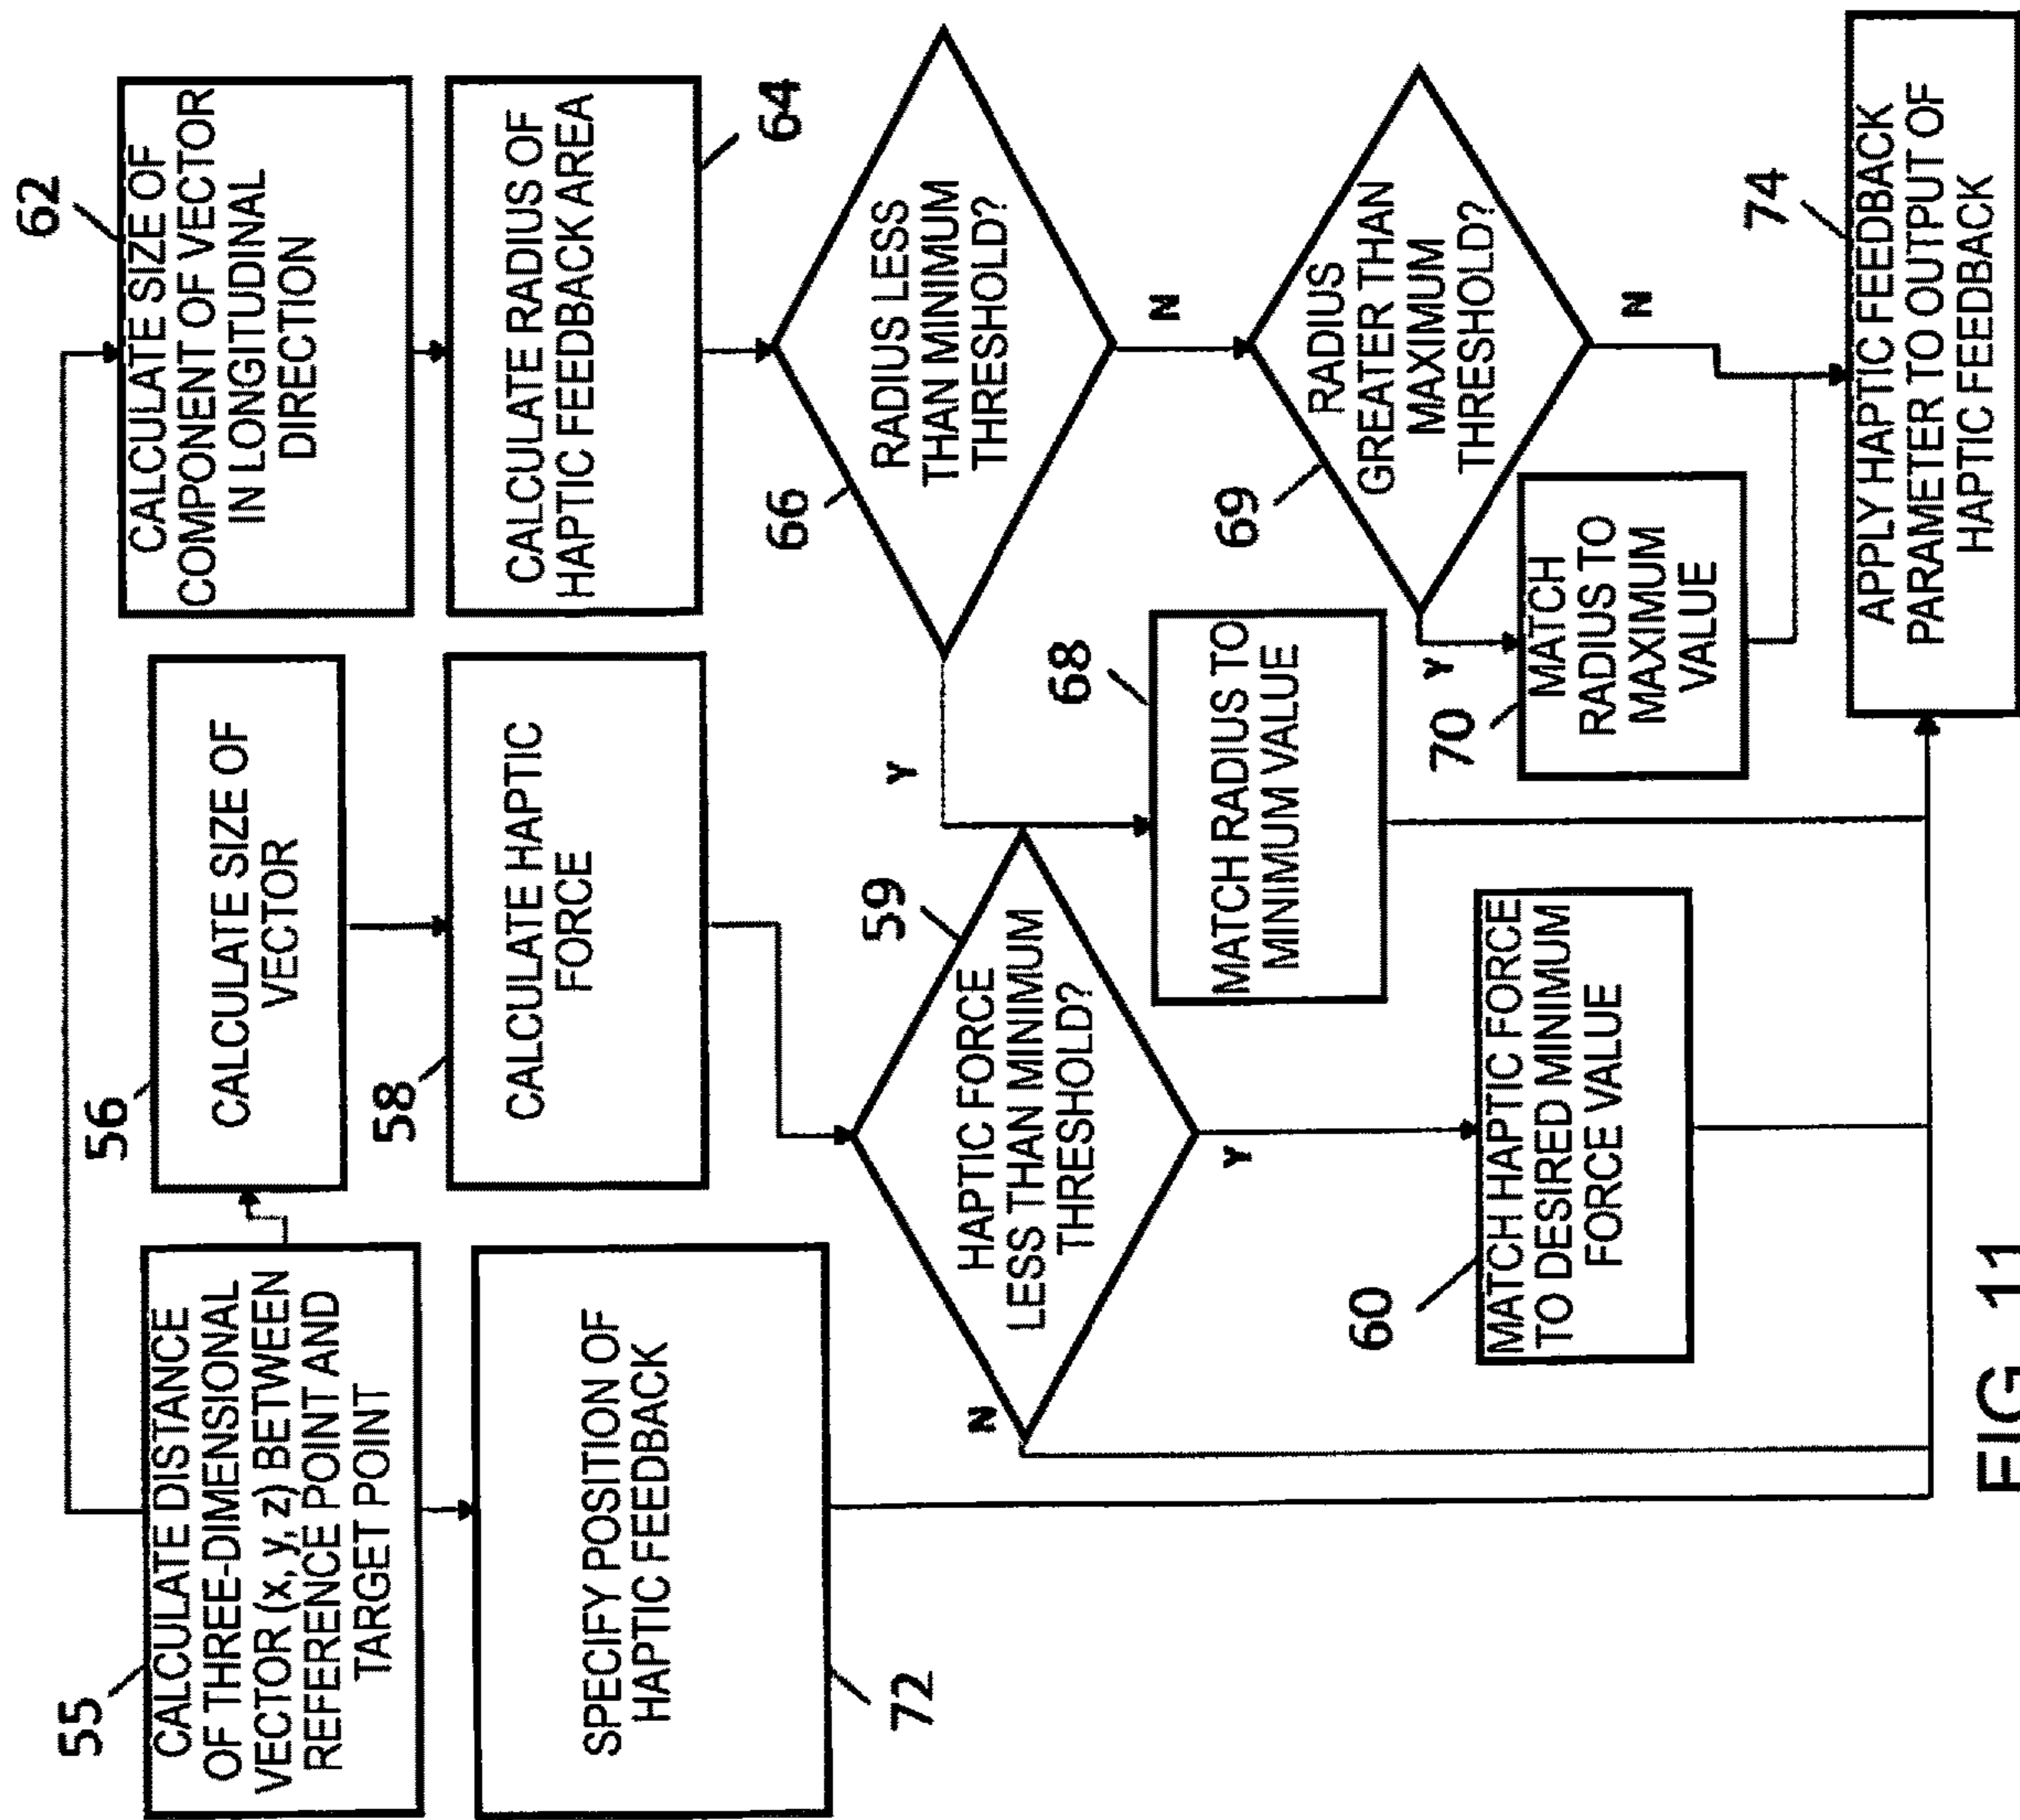 55
CALCULATE DISTANCE
OF THREE-DIMENSIONAL
VECTOR (x, y, z) BETWEEN
REFERENCE POINT AND
TARGET POINT
56
CALCULATE SIZE OF
VECTOR
62
CALCULATE SIZE OF
COMPONENT OF VECTOR
IN LONGITUDINAL
DIRECTION
SPECIFY POSITION OF
HAPTIC FEEDBACK
72
58
CALCULATE HAPTIC
FORCE
CALCULATE RADIUS OF
HAPTIC FEEDBACK AREA
64
59
HAPTIC FORCE
LESS THAN MINIMUM
THRESHOLD?
N
Y
66
RADIUS LESS
THAN MINIMUM
THRESHOLD?
Y
N
68
MATCH RADIUS TO
MINIMUM VALUE
69
RADIUS
GREATER THAN
MAXIMUM
THRESHOLD?
Y
N
60
MATCH HAPTIC FORCE
TO DESIRED MINIMUM
FORCE VALUE
70
MATCH
RADIUS TO
MAXIMUM
VALUE
74
APPLY HAPTIC FEEDBACK
PARAMETER TO OUTPUT OF
HAPTIC FEEDBACK
FIG. 11